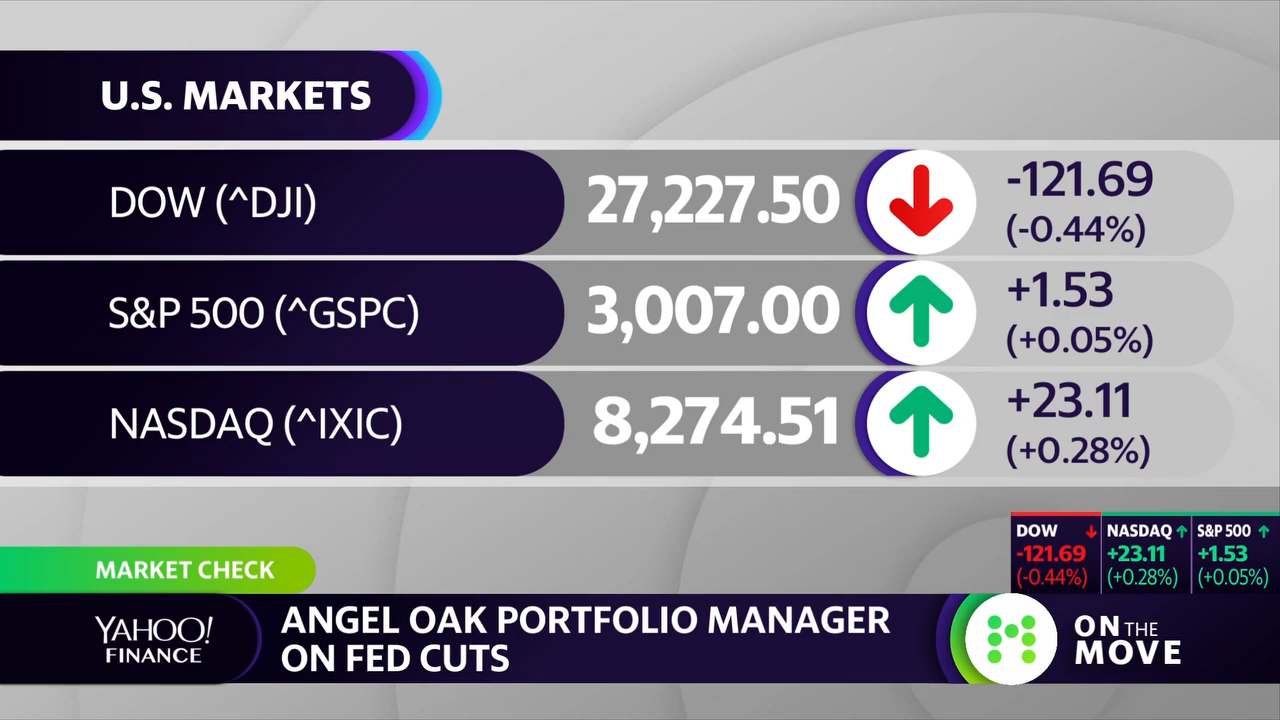 U.S. MARKETS
DOW (^DJI) 27,227.50 -121.69
(-0.44%)
S&P 500 (^GSPC) 3,007.00 +1.53
(+0.05%)
NASDAQ (^IXIC) 8,274.51 +23.11
(+0.28%)
DOW NASDAQ S&P 500
-121.69 +23.11 +1.53
(-0.44%) (+0.28%) (+0.05%)
MARKET CHECK
YAHOO!
FINANCE
ANGEL OAK PORTFOLIO MANAGER
ON FED CUTS
ON THE
MOVE